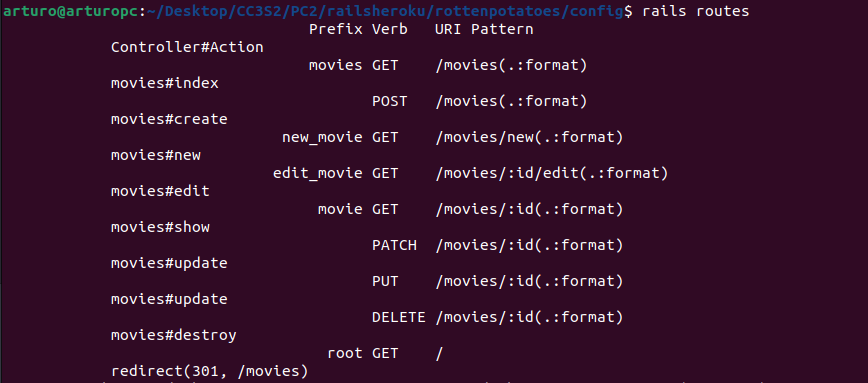 arturo@arturopc:~/Desktop/CC3S2/PC2/railsheroku/rottenpotatoes/config$ rails routes
Prefix Verb URI Pattern
Controller#Action
movies GET /movies(.:format)
movies#index
POST /movies(.:format)
movies#create
new_movie GET /movies/new(.:format)
movies#new
edit_movie GET /movies/:id/edit(.:format)
movies#edit
movie GET /movies/:id(.:format)
movies#show
PATCH /movies/:id(.:format)
movies#update
PUT /movies/:id(.:format)
movies#update
DELETE /movies/:id(.:format)
movies#destroy
root GET /
redirect(301, /movies)